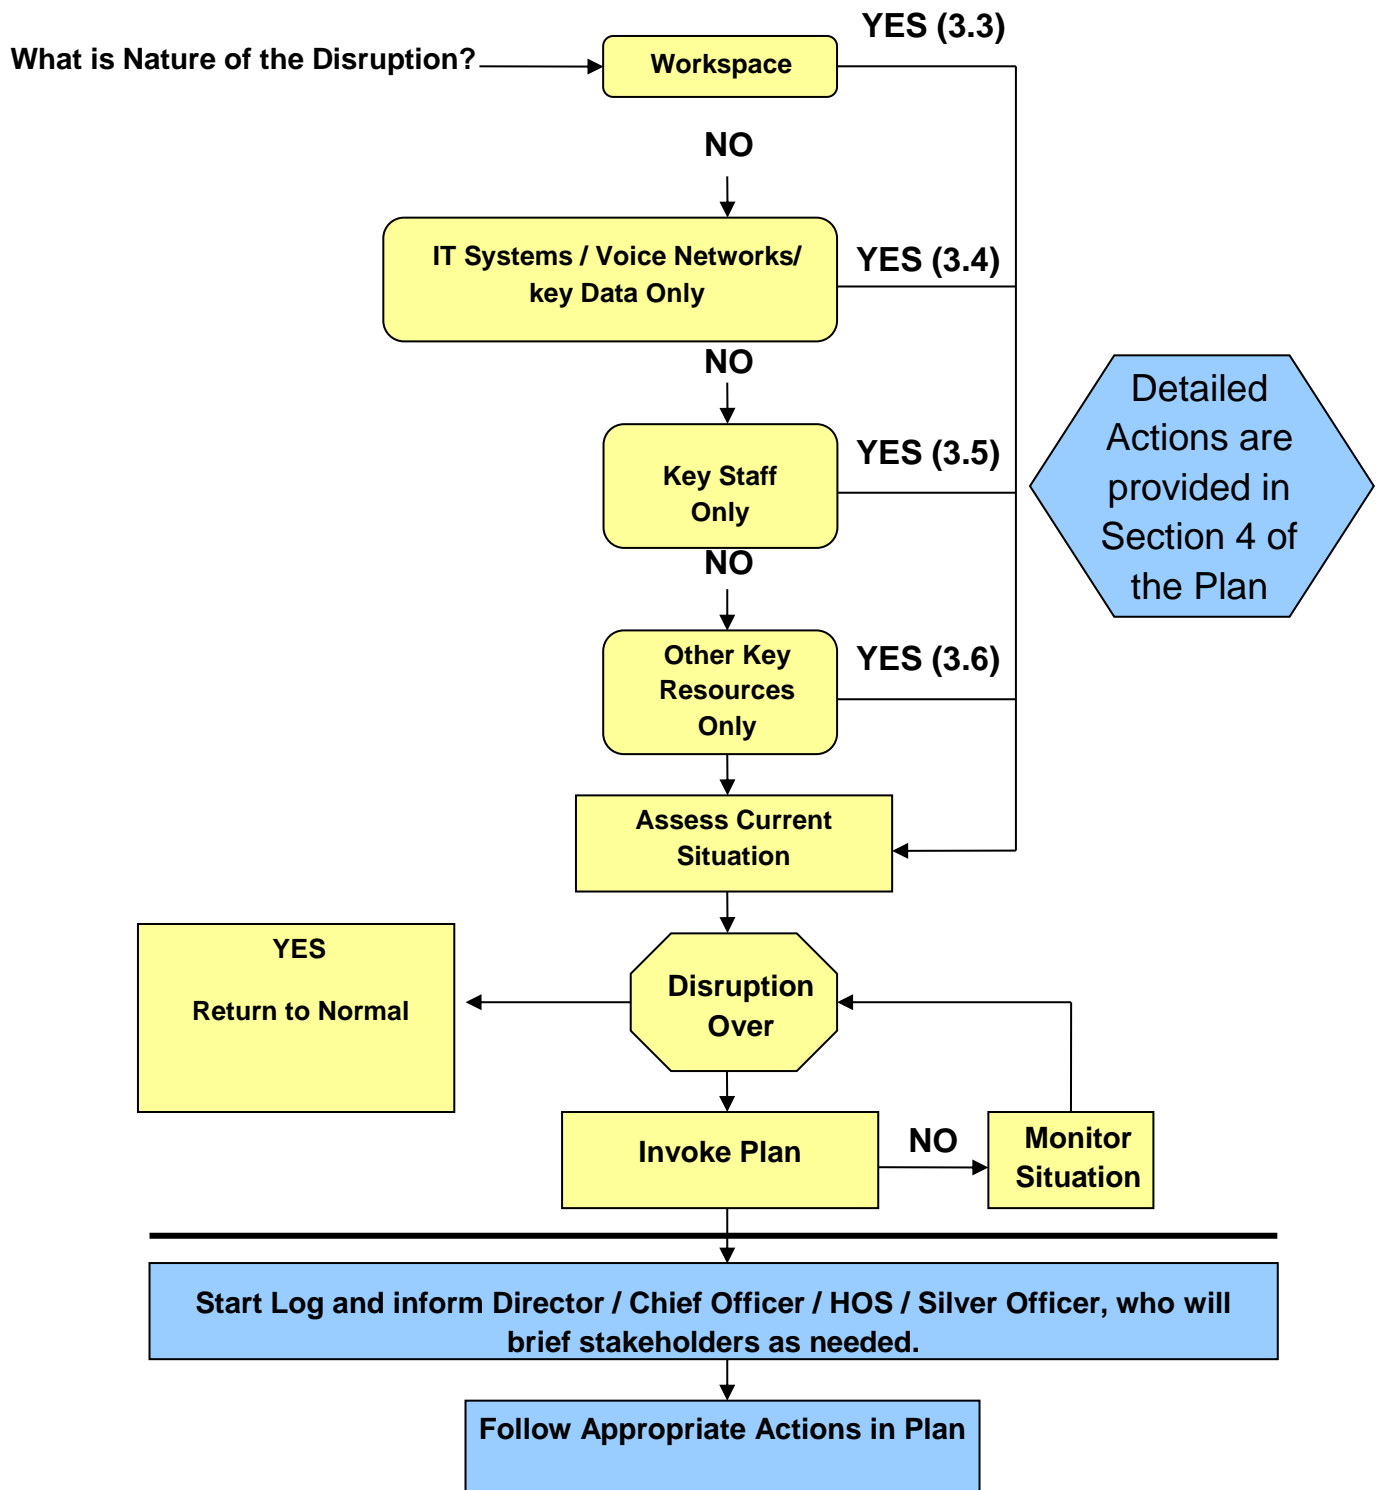 YES (3.3)
What is Nature of the Disruption?
Workspace
NO
IT Systems / Voice Networks/
key Data Only
YES (3.4)
NO
Key Staff
Only
YES (3.5)
Detailed
Actions are
provided in
Section 4 of
the Plan
NO
Other Key
Resources
Only
YES (3.6)
Assess Current
Situation
YES
Return to Normal
Disruption
Over
Invoke Plan
NO
Monitor
Situation
Start Log and inform Director / Chief Officer / HOS / Silver Officer, who will
brief stakeholders as needed.
Follow Appropriate Actions in Plan